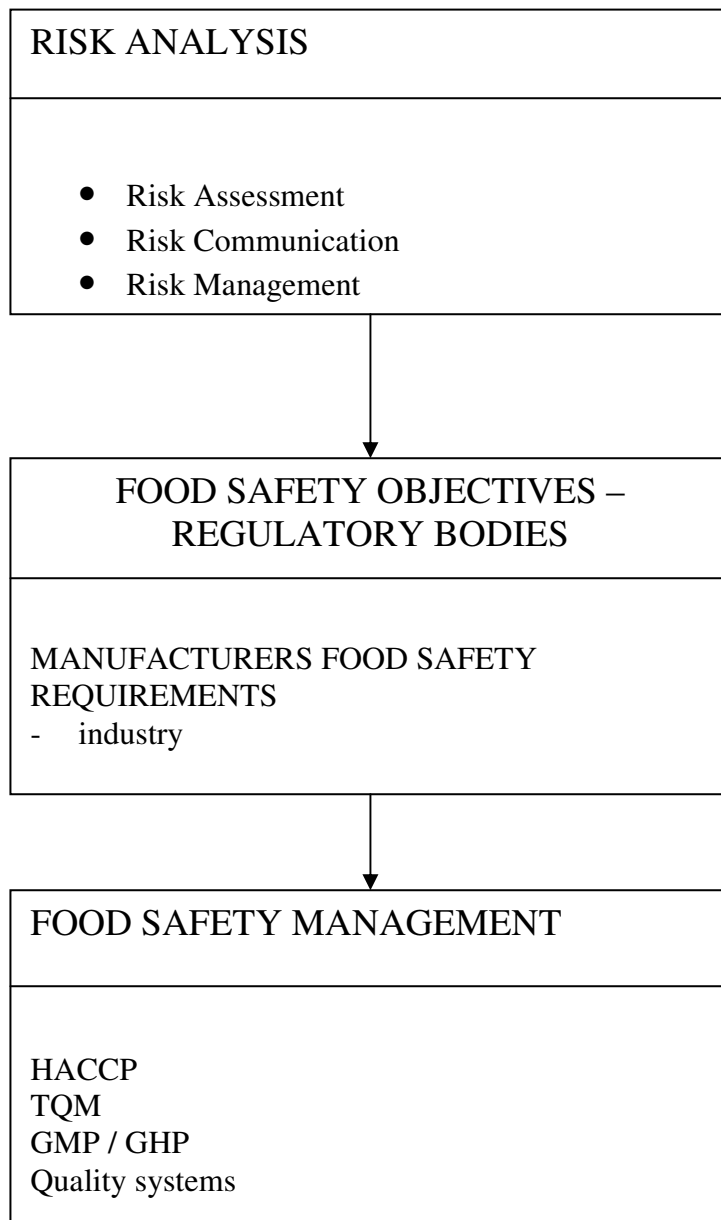 RISK ANALYSIS
• Risk Assessment
• Risk Communication
• Risk Management
FOOD SAFETY OBJECTIVES –
REGULATORY BODIES
MANUFACTURERS FOOD SAFETY
REQUIREMENTS
- industry
FOOD SAFETY MANAGEMENT
HACCP
TQM
GMP / GHP
Quality systems